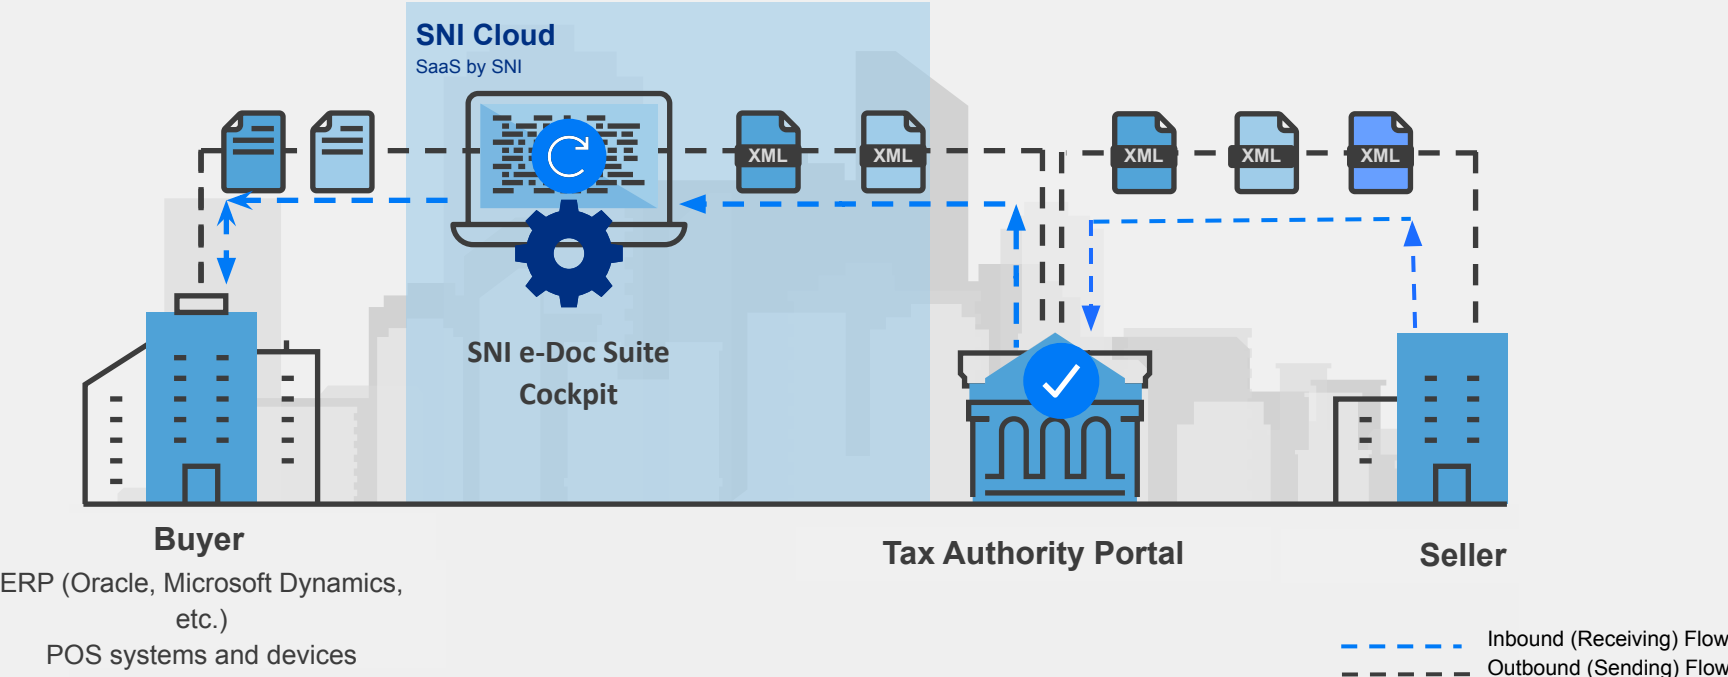 SNI Cloud
SaaS by SNI
XML
XML
XML
XML
XML
SNI e-Doc Suite
Cockpit
Buyer
ERP (Oracle, Microsoft Dynamics,
etc.)
POS systems and devices
Tax Authority Portal
Seller
Inbound (Receiving) Flow
Outbound (Sending) Flow